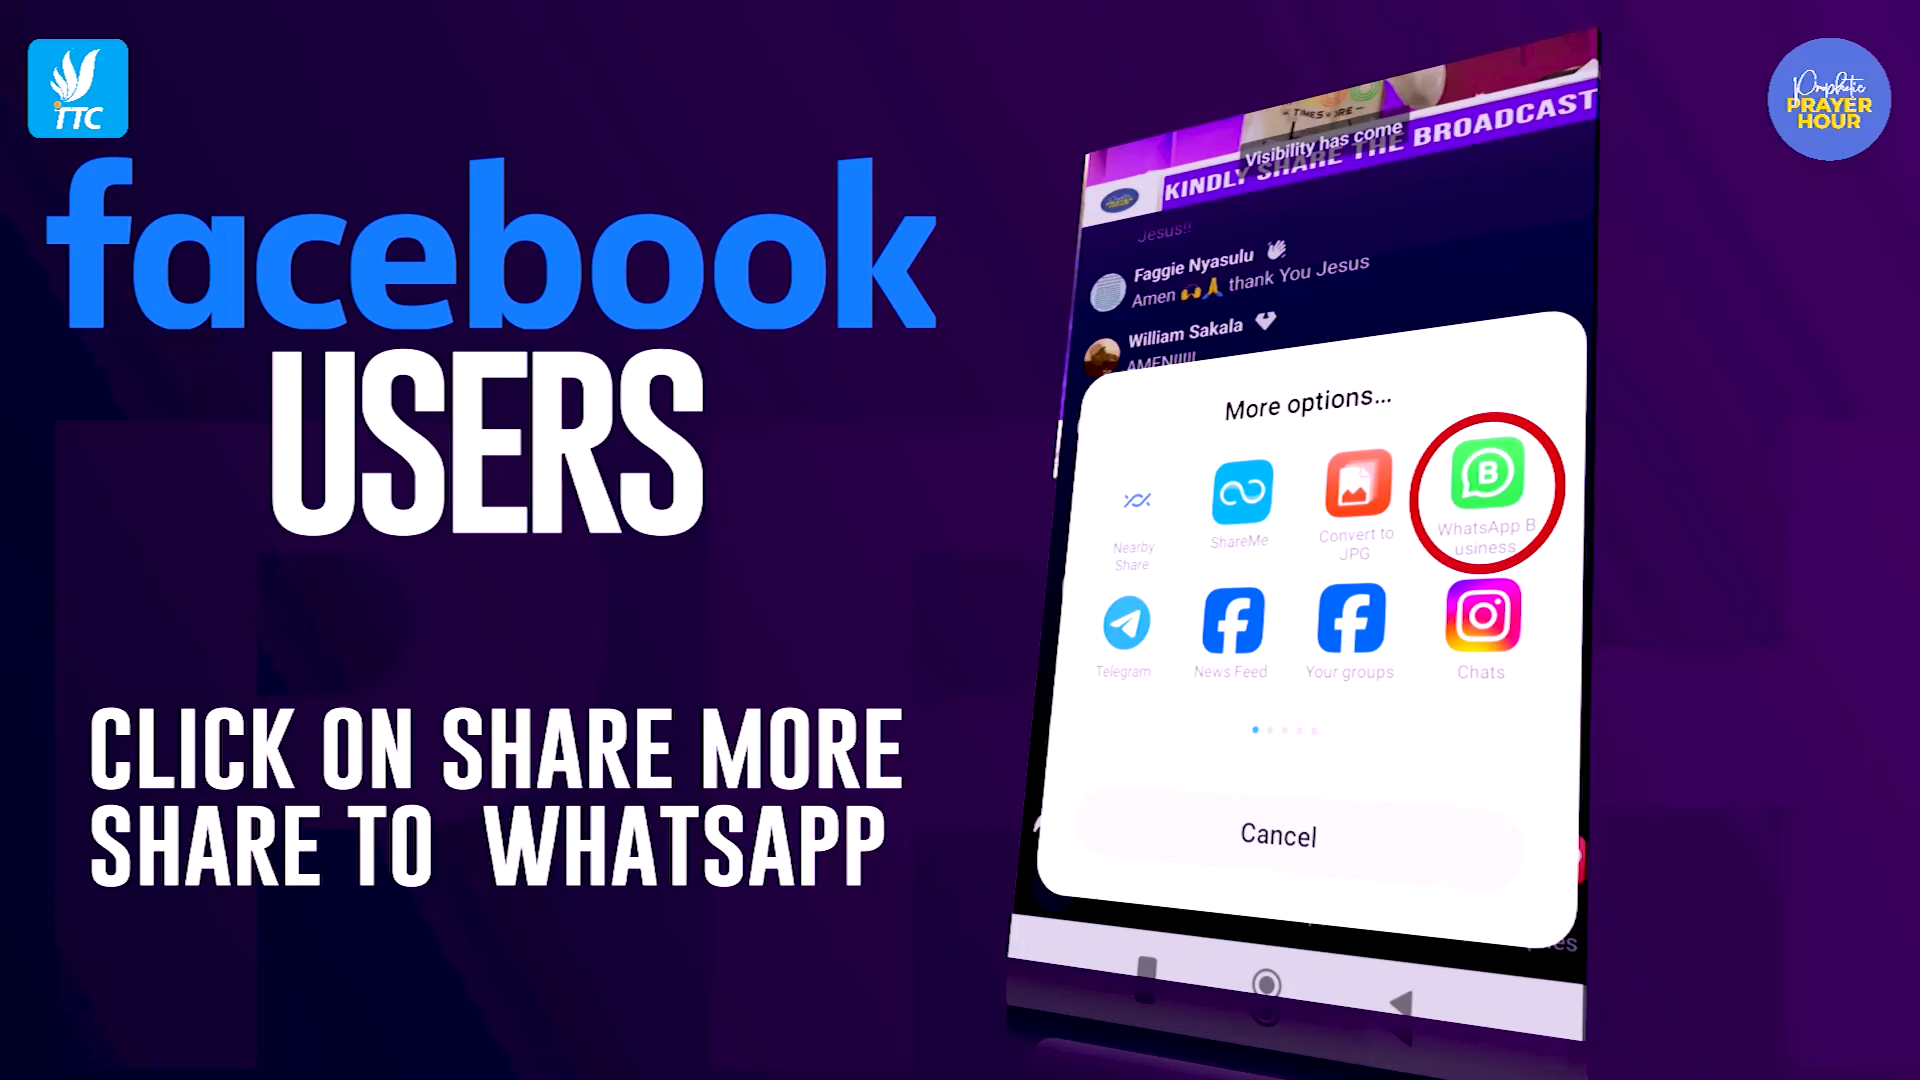 TTC
Prophetic
PRAYER
HOUR
facebook
USERS
CLICK ON SHARE MORE
SHARE TO WHATSAPP
Visibility has come
KINDLY SHARE THE BROADCAST
Jesus!!
Faggie Nyasulu
Amen 🙌🙏 thank You Jesus
William Sakala
AMEN!!!!!
More options...
Nearby
Share
ShareMe
Convert to
JPG
WhatsApp B
usiness
Telegram
News Feed
Your groups
Chats
Cancel